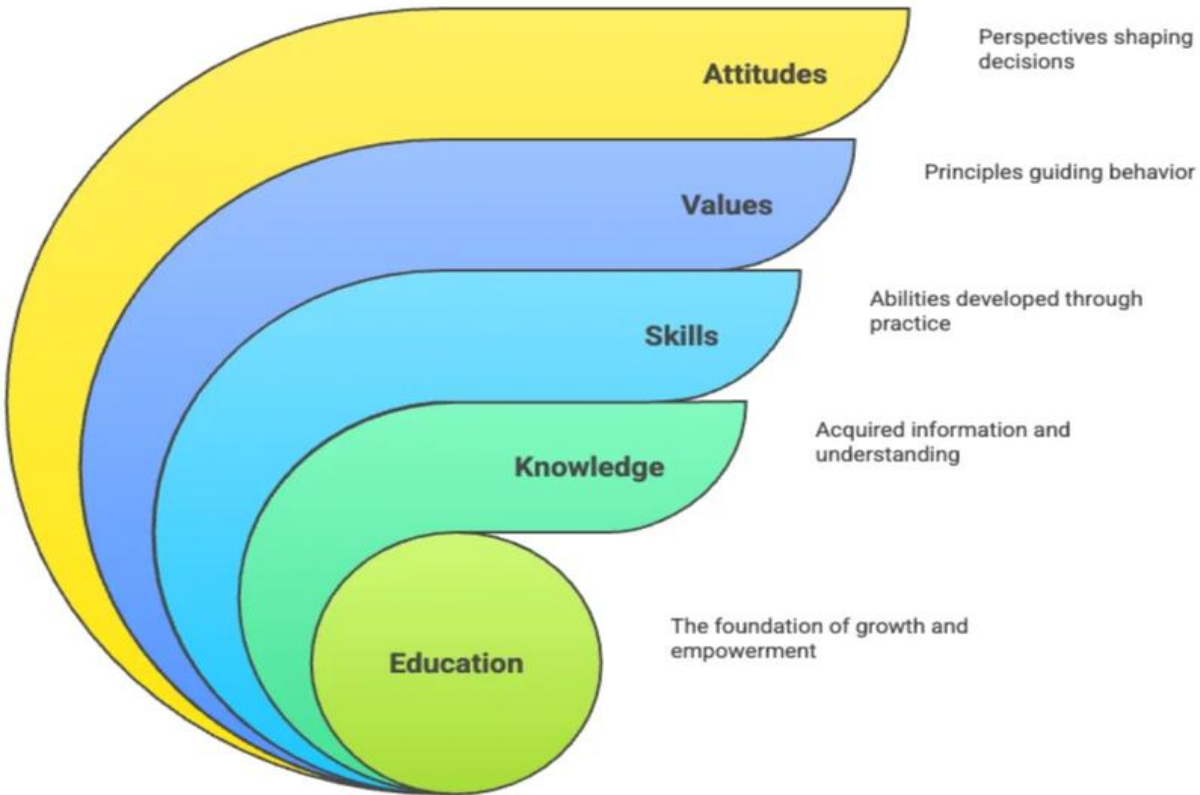 Attitudes
Perspectives shaping
decisions
Values
Principles guiding behavior
Skills
Abilities developed through
practice
Knowledge
Acquired information and
understanding
Education
The foundation of growth and
empowerment